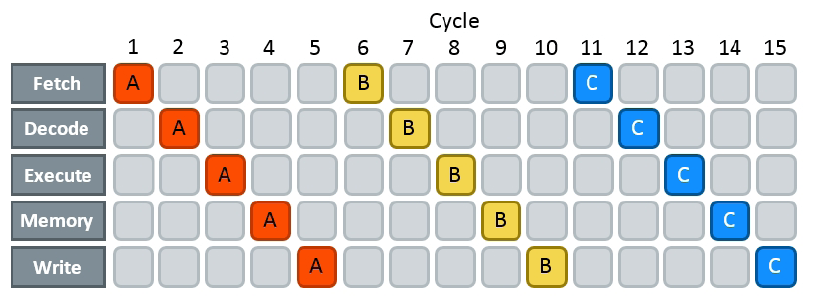 Cycle
1 2 3 4 5 6 7 8 9 10 11 12 13 14 15
Fetch A B C
Decode A B C
Execute A B C
Memory A B C
Write A B C